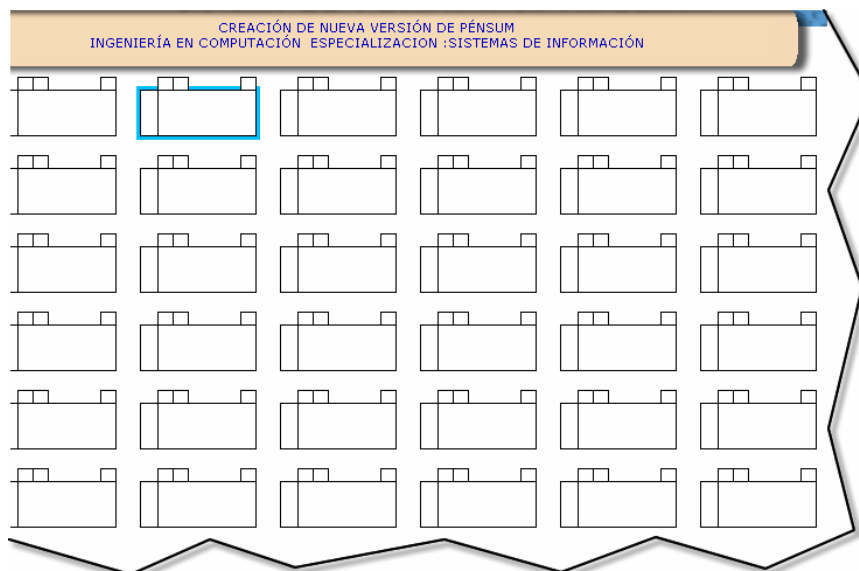 CREACIÓN DE NUEVA VERSIÓN DE PÉNSUM
INGENIERÍA EN COMPUTACIÓN ESPECIALIZACION :SISTEMAS DE INFORMACIÓN